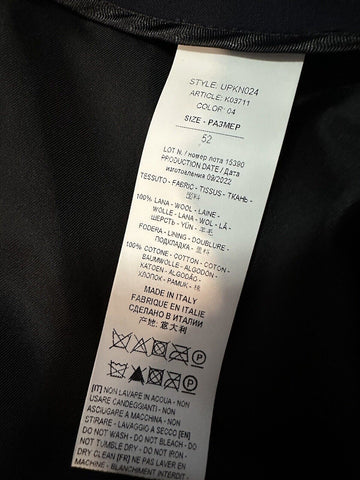 STYLE: UPKN024
ARTICLE: K03711
COLOR: 04
SIZE - РАЗМЕР
52
LOT N. / номер лота 15390
PRODUCTION DATE / Дата
изготовления 09/2022
TESSUTO - FABRIC - TISSUS - ТКАНЬ -
面料
100% LANA - WOOL - LAINE -
WOLLE - LANA - WOL - LÃ -
ШЕРСТЬ - YÜN - 羊毛
FODERA - LINING - DOUBLURE -
ПОДКЛАДКА - 里料
100% COTONE - COTTON - COTON -
BAUMWOLLE - ALGODÓN -
KATOEN - ALGODÃO -
ХЛОПОК - PAMUK - 棉
MADE IN ITALY
FABRIQUE EN ITALIE
СДЕЛАНО В ИТАЛИИ
产地: 意大利
P
P
[IT] NON LAVARE IN ACQUA - NON
USARE CANDEGGIANTI - NON
ASCIUGARE A MACCHINA - NON
STIRARE - LAVAGGIO A SECCO [EN]
DO NOT WASH - DO NOT BLEACH - DO
NOT TUMBLE DRY - DO NOT IRON -
DRY CLEAN [FR] NE PAS LAVER EN
MACHINE - BLANCHIMENT INTERDIT -